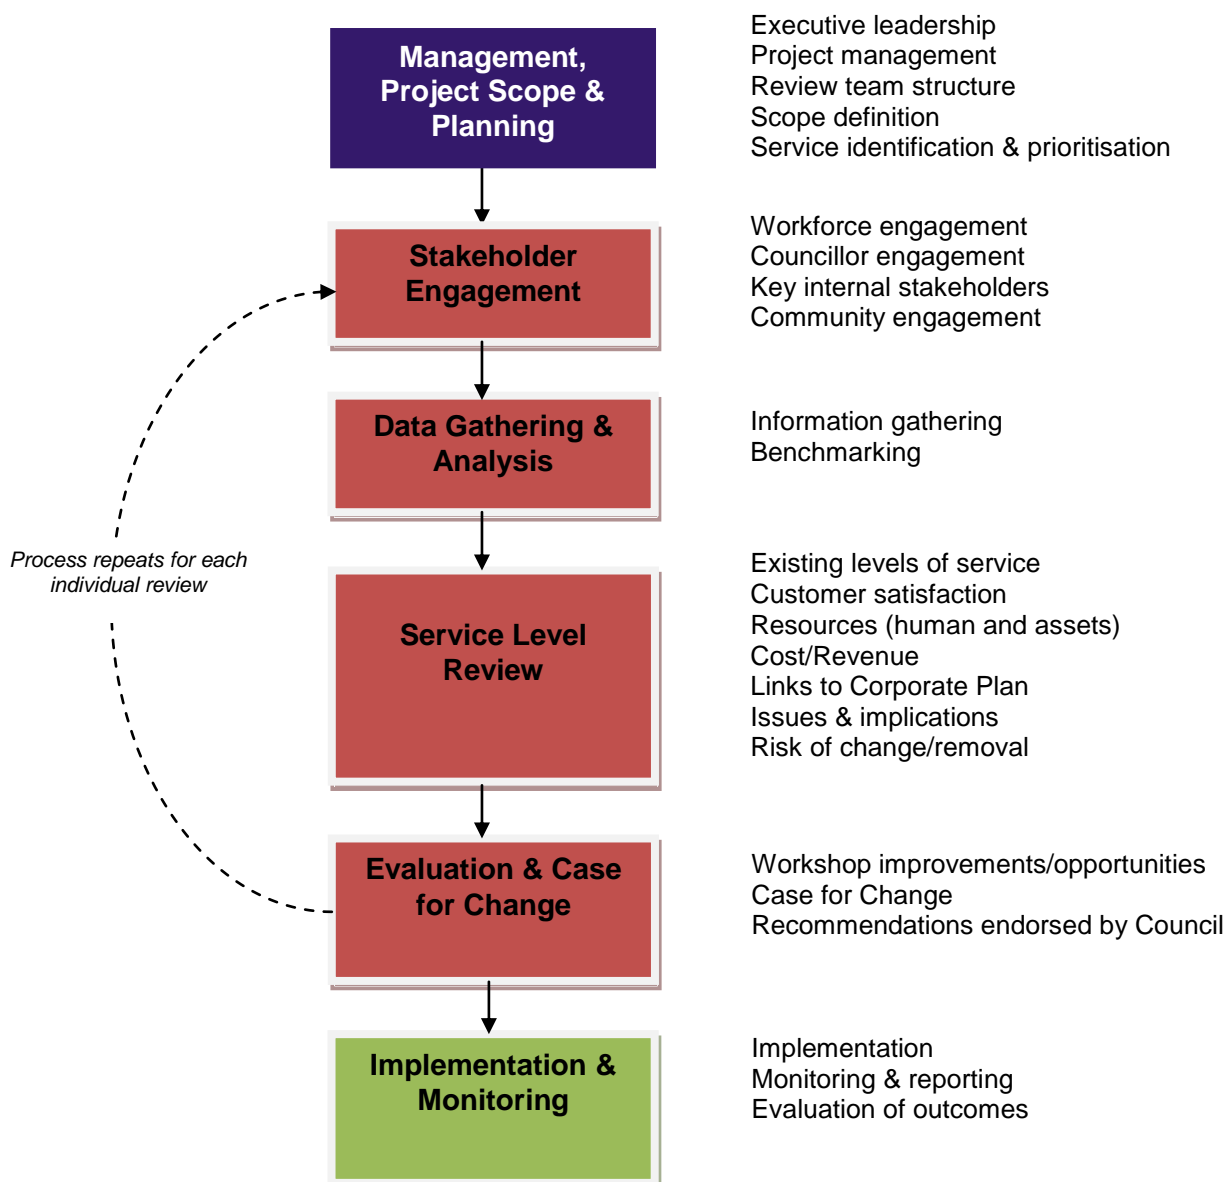 Management,
Project Scope &
Planning
Executive leadership
Project management
Review team structure
Scope definition
Service identification & prioritisation
Stakeholder
Engagement
Workforce engagement
Councillor engagement
Key internal stakeholders
Community engagement
Data Gathering &
Analysis
Information gathering
Benchmarking
Process repeats for each
individual review
Service Level
Review
Existing levels of service
Customer satisfaction
Resources (human and assets)
Cost/Revenue
Links to Corporate Plan
Issues & implications
Risk of change/removal
Evaluation & Case
for Change
Workshop improvements/opportunities
Case for Change
Recommendations endorsed by Council
Implementation &
Monitoring
Implementation
Monitoring & reporting
Evaluation of outcomes